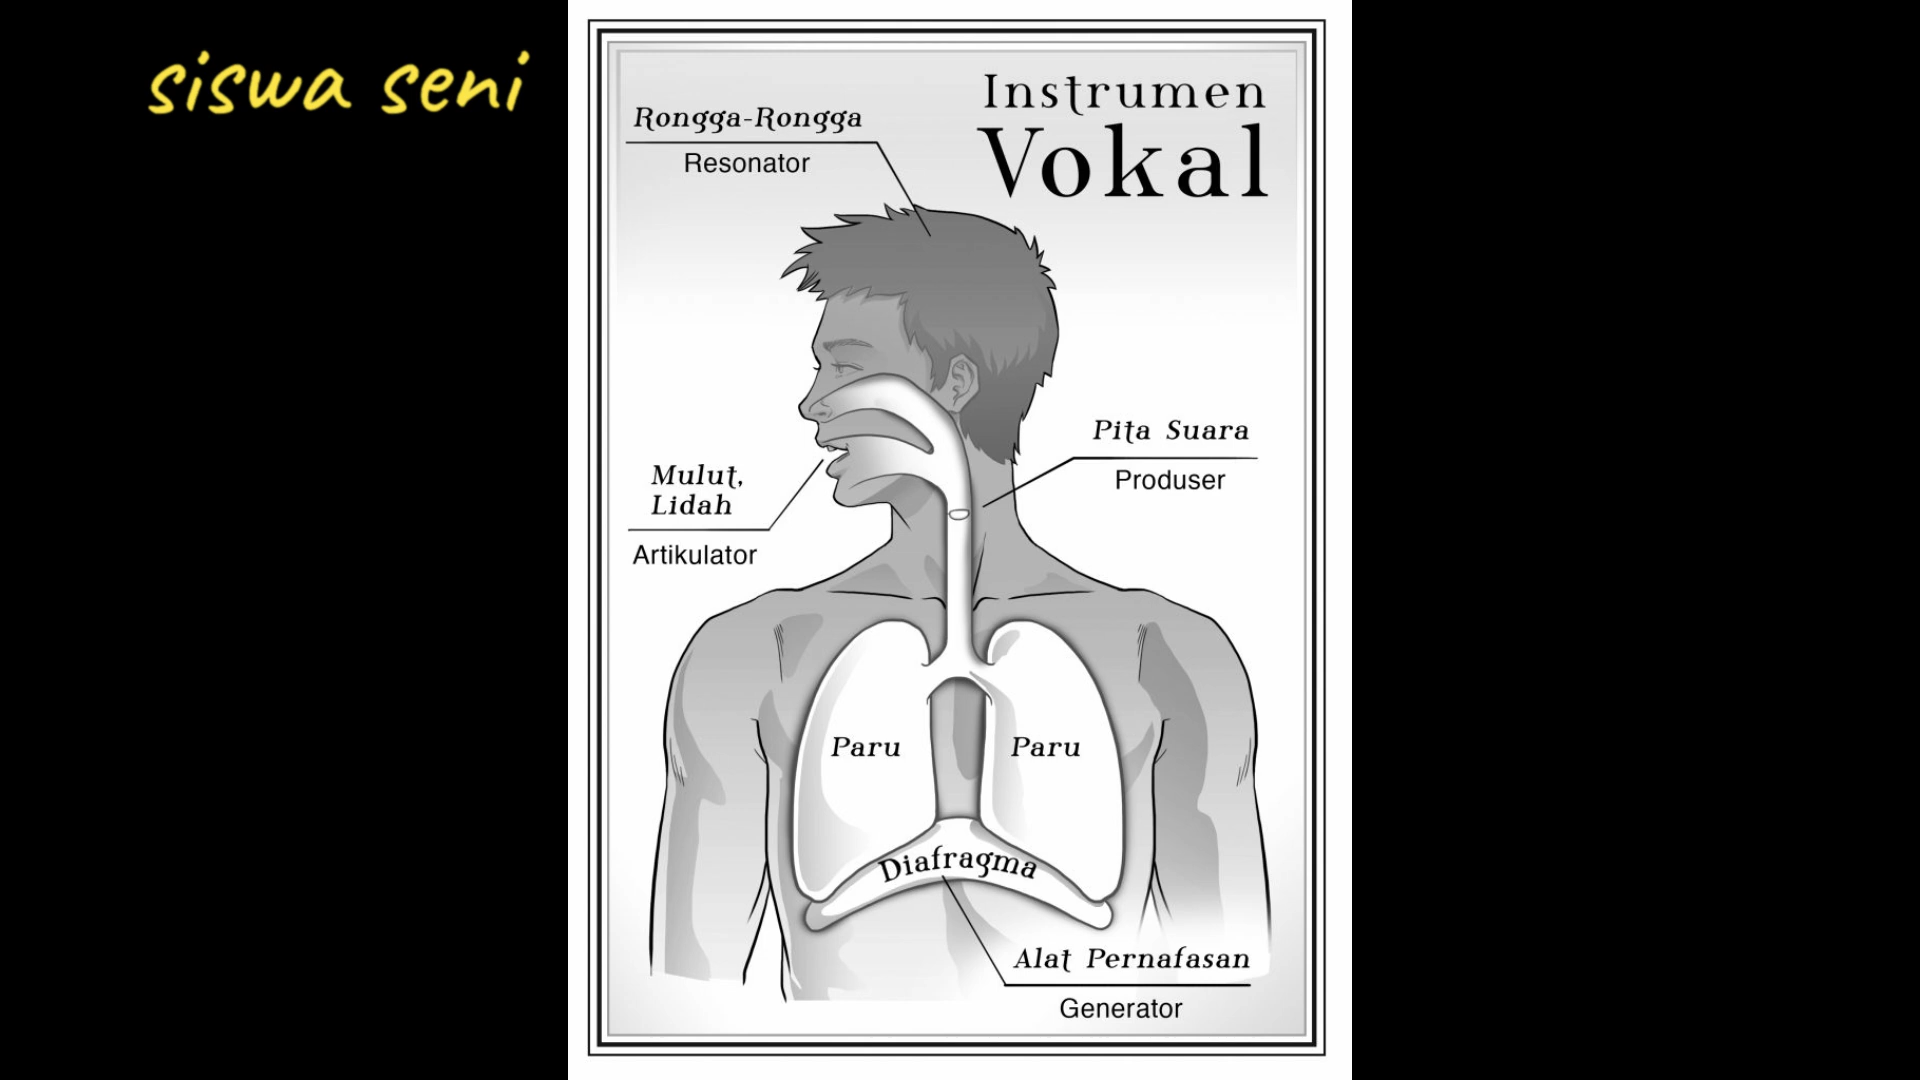 siswa seni
Instrumen
Vokal
Rongga-Rongga
Resonator
Pita Suara
Produser
Mulut,
Lidah
Artikulator
Paru
Paru
Diafragma
Alat Pernafasan
Generator